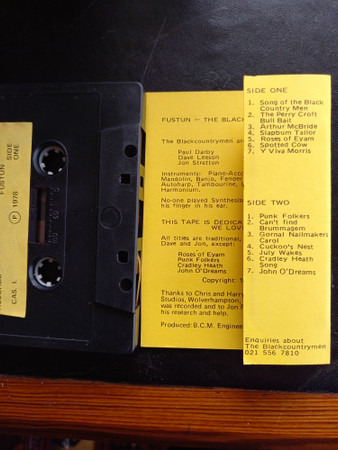 FUSTUN
SIDE
ONE
Ⓟ 1978
FUSTUN — THE BLACK
The Blackcountrymen a
Paul Darby
Dave Leeson
Jon Stretton
Instruments: Piano-Acco
Mandolin, Banjo, Fender
Autoharp, Tambourine, L
Harmonium.
No-one played Synthesis
his finger in his ear.
THIS TAPE IS DEDICA
WE LOV
All titles are traditional,
Dave and Jon, except:
Roses of Eyam
Punk Folkers
Cradley Heath
John O'Dreams
Copyright: 1
Thanks to Chris and Harry
Studios, Wolverhampton,
was recorded and to Jon
his research and help.
Produced: B.C.M. Engine
SIDE ONE
1. Song of the Black
Country Men
2. The Perry Croft
Bull Bait
3. Arthur McBride
4. Slapbum Tailor
5. Roses of Eyam
6. Spotted Cow
7. Y Viva Morris
SIDE TWO
1. Punk Folkers
2. Can't find
Brummagem
3. Gornal Nailmakers
Carol
4. Cuckoo's Nest
5. July Wakes
6. Cradley Heath
Song
7. John O'Dreams
Enquiries about
The Blackcountrymen
021 556 7810